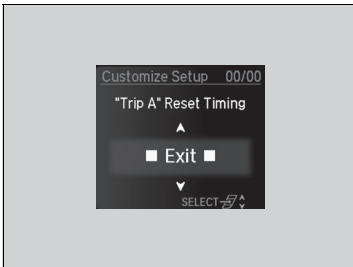 Customize Setup 00/00
"Trip A" Reset Timing
Exit
SELECT